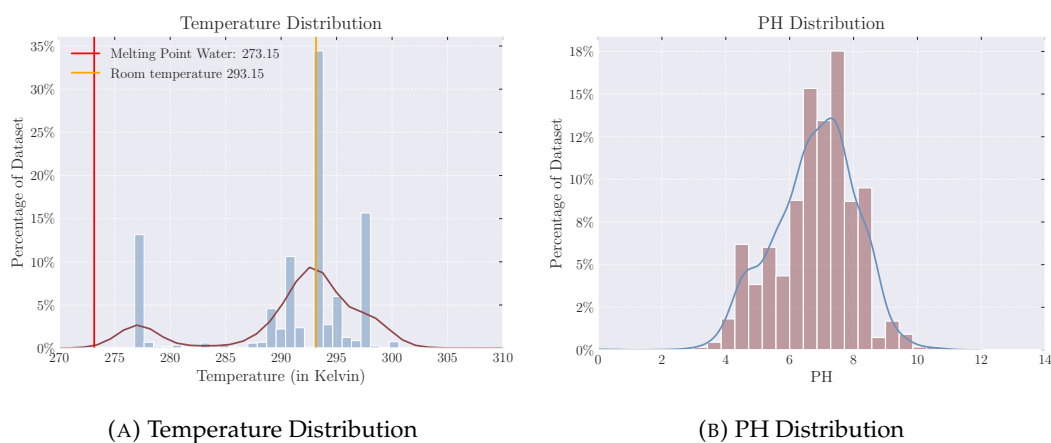 Temperature Distribution
Melting Point Water: 273.15
Room temperature 293.15
35%
30%
25%
20%
15%
10%
5%
0%
Percentage of Dataset
270 275 280 285 290 295 300 305 310
Temperature (in Kelvin)
(A) Temperature Distribution
PH Distribution
18%
15%
12%
10%
8%
5%
2%
0%
Percentage of Dataset
0 2 4 6 8 10 12 14
PH
(B) PH Distribution